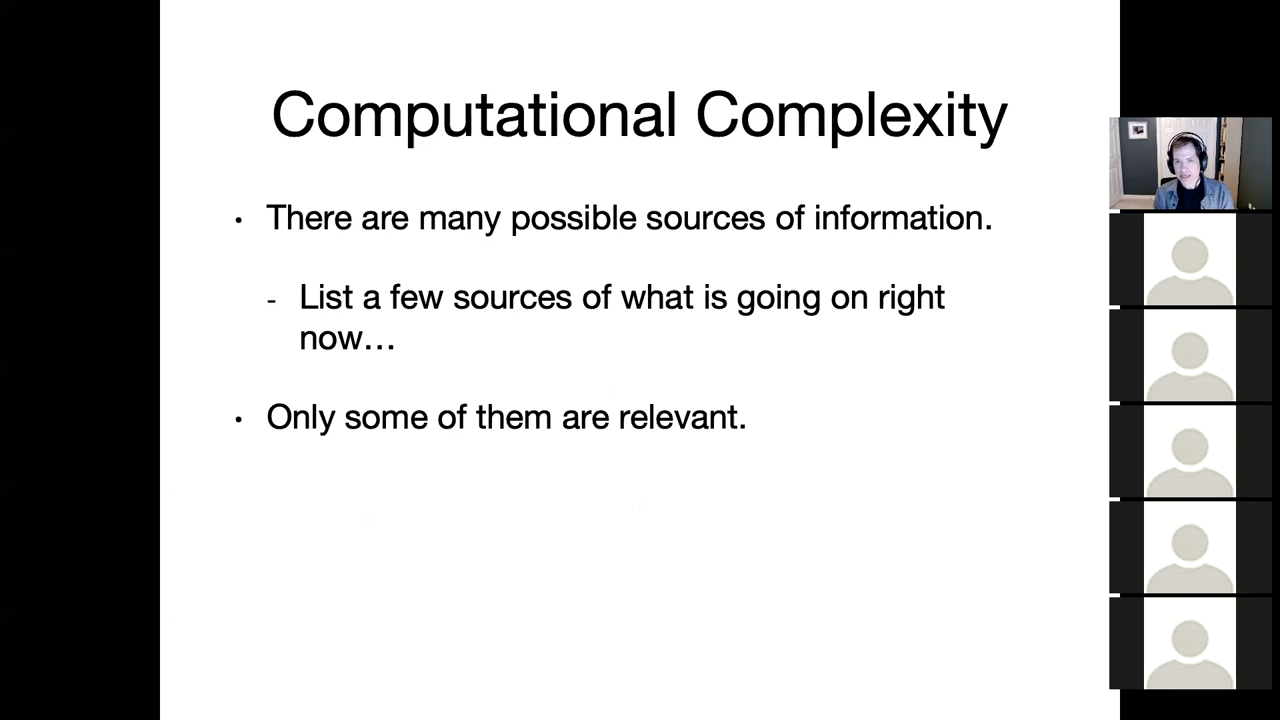 Computational Complexity
• There are many possible sources of information.
- List a few sources of what is going on right
now…
• Only some of them are relevant.